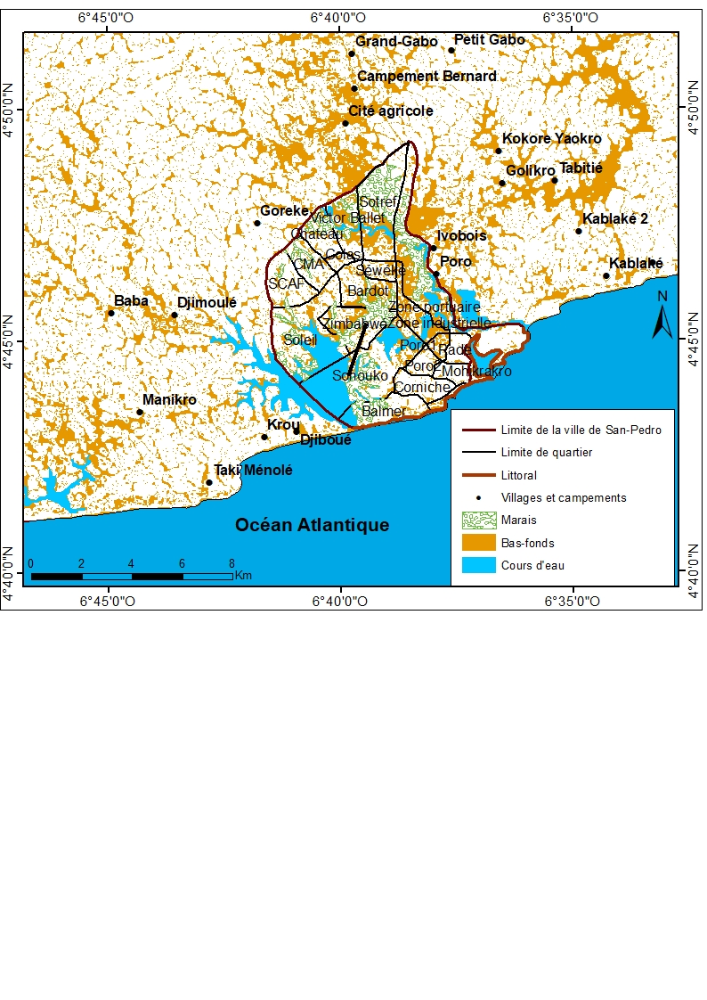 6°45'0"O 6°40'0"O 6°35'0"O
4°50'0"N 4°50'0"N
4°45'0"N 4°45'0"N
4°40'0"N 4°40'0"N
Grand-Gabo
Petit Gabo
Campement Bernard
Cité agricole
Kokore Yaokro
Golikro
Tabitié
Goreke
Sotref
Victor Ballet
Kablaké 2
Château
Ivobois
Colas
CMA
Poro
Kablaké
Séwéké
SCAF
Bardot
Baba
Djimoulé
Zone portuaire
Zimbabwe
Zone industrielle
Soleil
Poro1
Rade
Poro2
Mohikrakro
Sonouko
Corniche
Manikro
Balmer
Krou
Djiboué
Taki Ménolé
N
Océan Atlantique
0 2 4 6 8
Km
Limite de la ville de San-Pedro
Limite de quartier
Littoral
Villages et campements
Marais
Bas-fonds
Cours d'eau
6°45'0"O 6°40'0"O 6°35'0"O